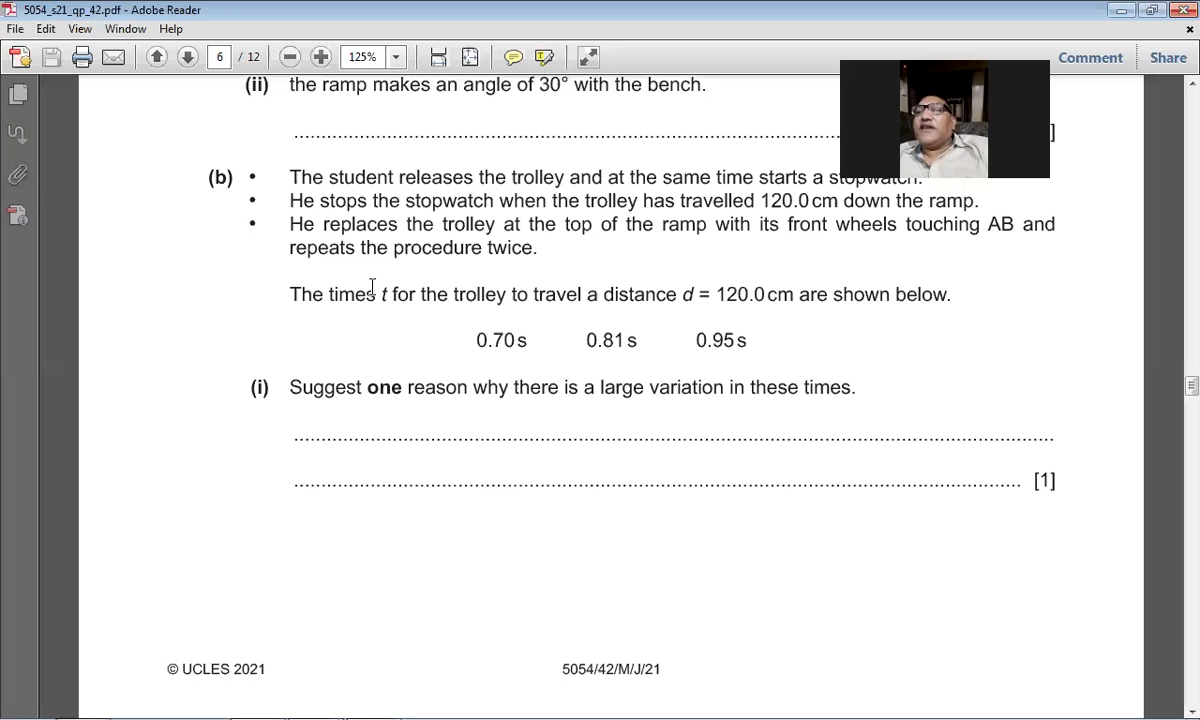 5054_s21_qp_42.pdf - Adobe Reader
File Edit View Window Help
6 / 12 125% Comment Share
(ii) the ramp makes an angle of 30° with the bench.
.......................................................................................................... ]
(b) • The student releases the trolley and at the same time starts a stopwatch.
• He stops the stopwatch when the trolley has travelled 120.0 cm down the ramp.
• He replaces the trolley at the top of the ramp with its front wheels touching AB and
repeats the procedure twice.
The times t for the trolley to travel a distance d = 120.0 cm are shown below.
0.70 s 0.81 s 0.95 s
(i) Suggest one reason why there is a large variation in these times.
..........................................................................................................................................
.................................................................................................................................... [1]
© UCLES 2021 5054/42/M/J/21